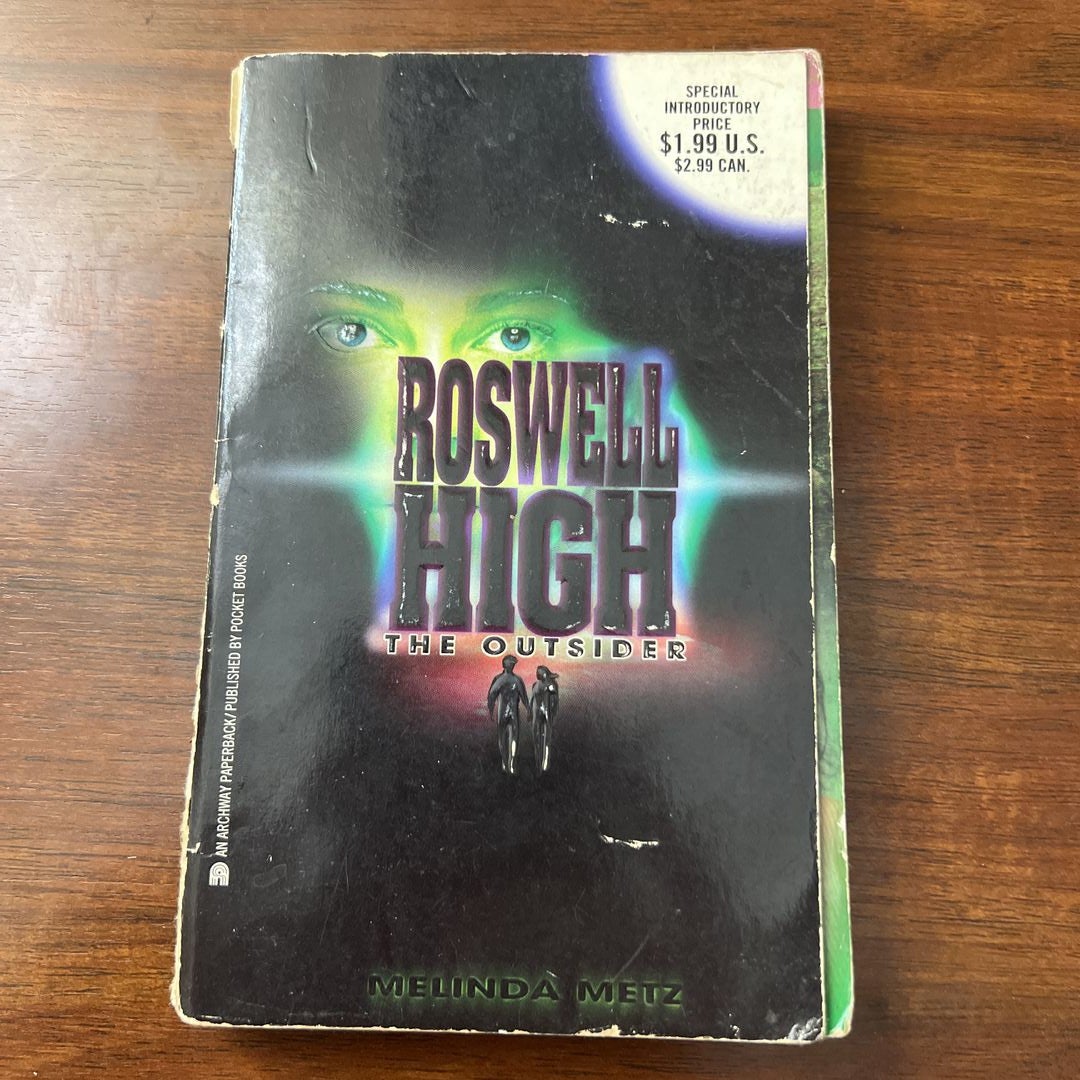 SPECIAL
INTRODUCTORY
PRICE
$1.99 U.S.
$2.99 CAN.
ROSWELL
HIGH
THE OUTSIDER
AN ARCHWAY PAPERBACK/PUBLISHED BY POCKET BOOKS
MELINDA METZ